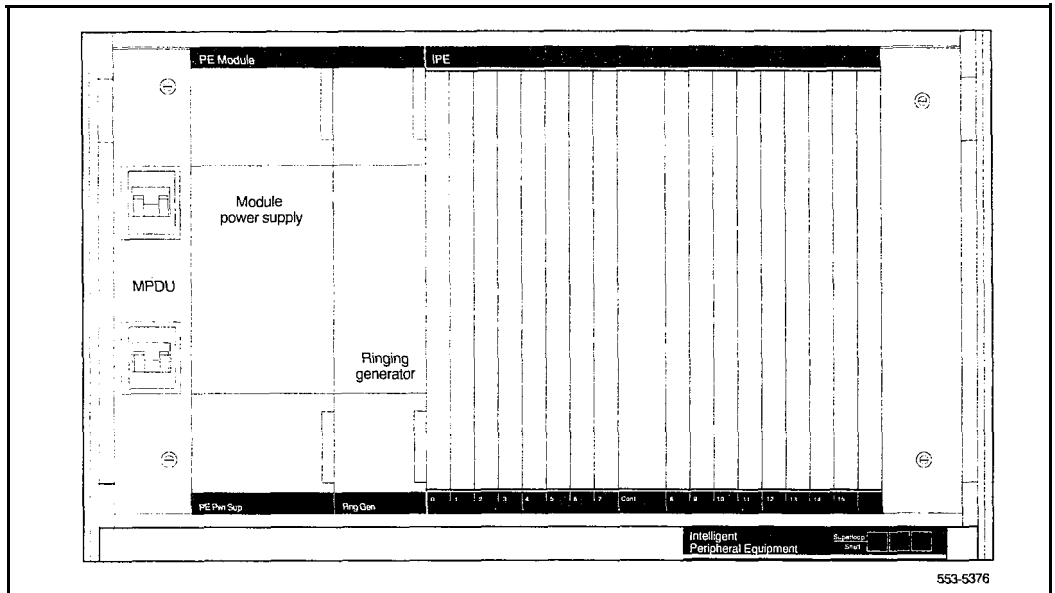 PE Module
IPE
Module
power supply
MPDU
Ringing
generator
PE Pwr Sup
Rng Gen
0 1 2 3 4 5 6 7 Cont 8 9 10 11 12 13 14 15
Intelligent
Peripheral Equipment
Superloop
Shelf
553-5376